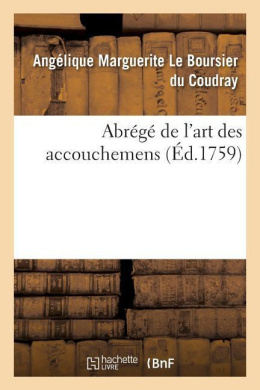 Angélique Marguerite Le Boursier
du Coudray
Abrégé de l'art des
accouchemens (Éd.1759)
hachette
LIVRE
{BnF